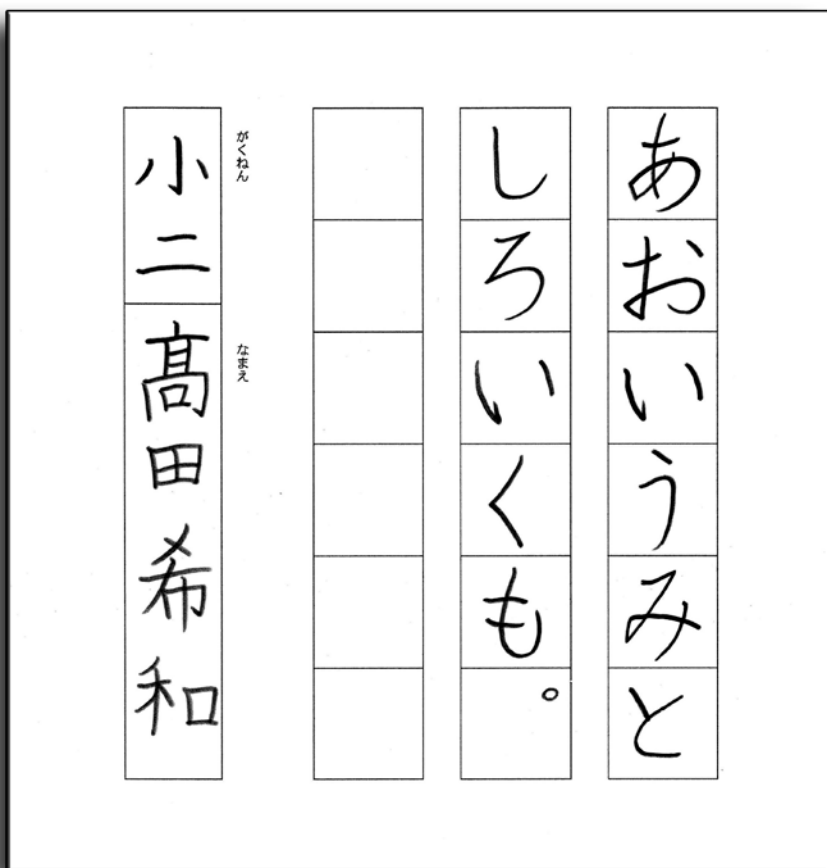 あおいうみと
しろいくも。
がくねん
小二
なまえ
髙田希和